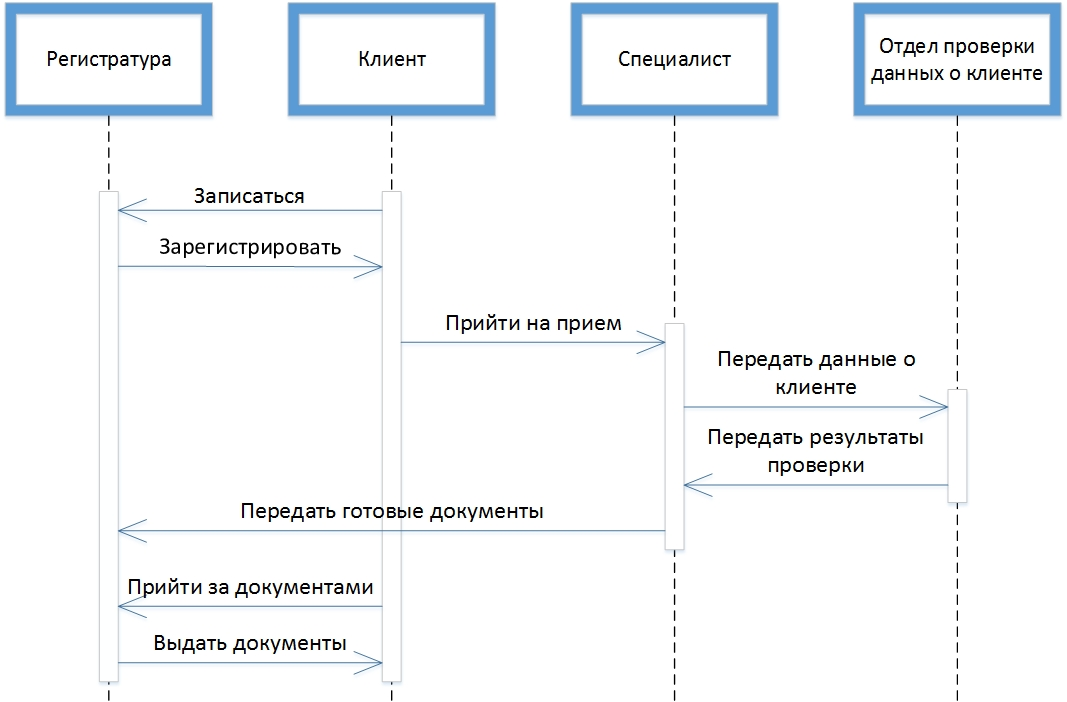 Регистратура
Клиент
Специалист
Отдел проверки
данных о клиенте
Записаться
Зарегистрировать
Прийти на прием
Передать данные о
клиенте
Передать результаты
проверки
Передать готовые документы
Прийти за документами
Выдать документы